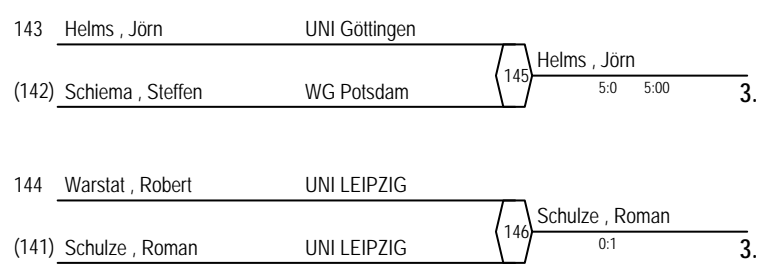 143 Helms , Jörn UNI Göttingen
145 Helms , Jörn
(142) Schiema , Steffen WG Potsdam
5:0 5:00 3.
144 Warstat , Robert UNI LEIPZIG
146 Schulze , Roman
(141) Schulze , Roman UNI LEIPZIG
0:1 3.